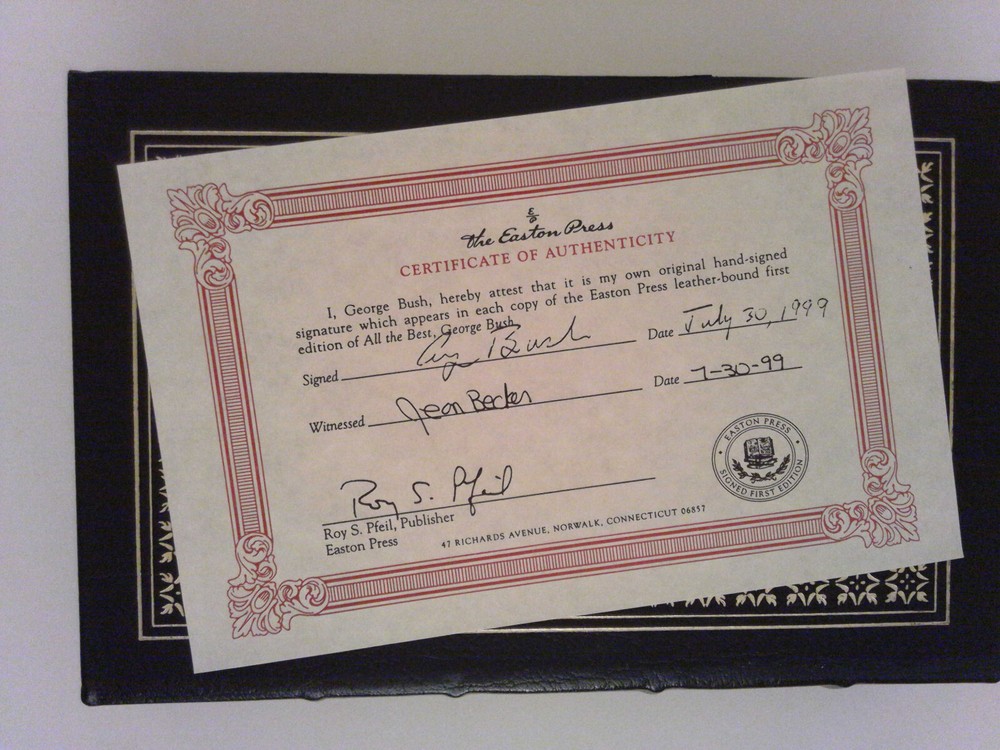 E/P
the Easton Press
CERTIFICATE OF AUTHENTICITY
I, George Bush, hereby attest that it is my own original hand-signed
signature which appears in each copy of the Easton Press leather-bound first
edition of All the Best, George Bush.
Signed G Bush Date July 30, 1999
Witnessed Jean Becker Date 7-30-99
Roy S. Pfeil
Roy S. Pfeil, Publisher
Easton Press
47 RICHARDS AVENUE, NORWALK, CONNECTICUT 06857
EASTON PRESS
SIGNED FIRST EDITION